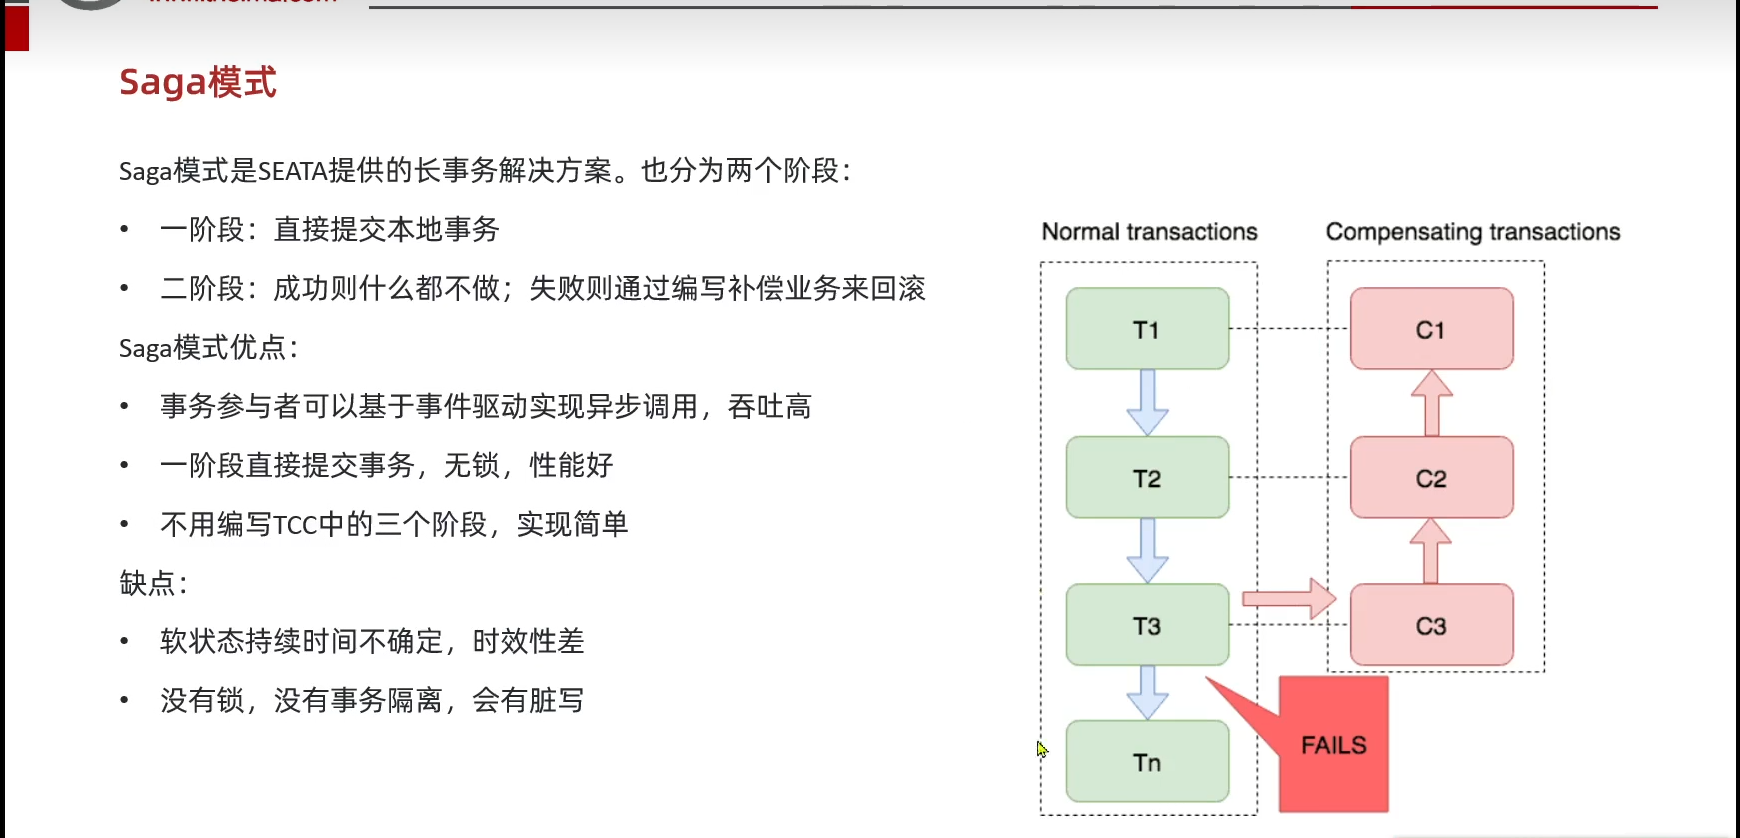 Saga模式
Saga模式是SEATA提供的长事务解决方案。也分为两个阶段：
• 一阶段：直接提交本地事务
• 二阶段：成功则什么都不做；失败则通过编写补偿业务来回滚
Saga模式优点：
• 事务参与者可以基于事件驱动实现异步调用，吞吐高
• 一阶段直接提交事务，无锁，性能好
• 不用编写TCC中的三个阶段，实现简单
缺点：
• 软状态持续时间不确定，时效性差
• 没有锁，没有事务隔离，会有脏写
Normal transactions
Compensating transactions
T1
C1
T2
C2
T3
C3
Tn
FAILS